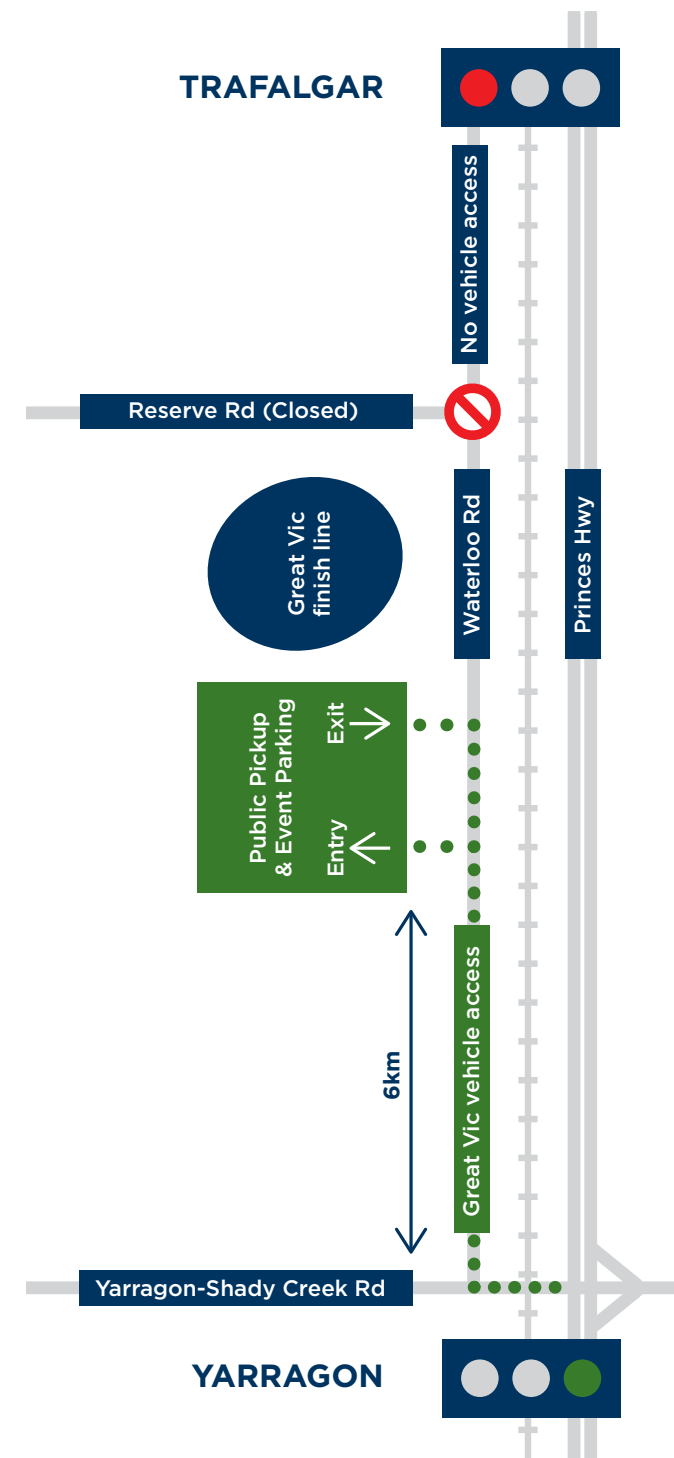 TRAFALGAR
No vehicle access
Reserve Rd (Closed)
Great Vic
finish line
Waterloo Rd
Princes Hwy
Public Pickup
& Event Parking
Exit
Entry
Great Vic vehicle access
6km
Yarragon-Shady Creek Rd
YARRAGON